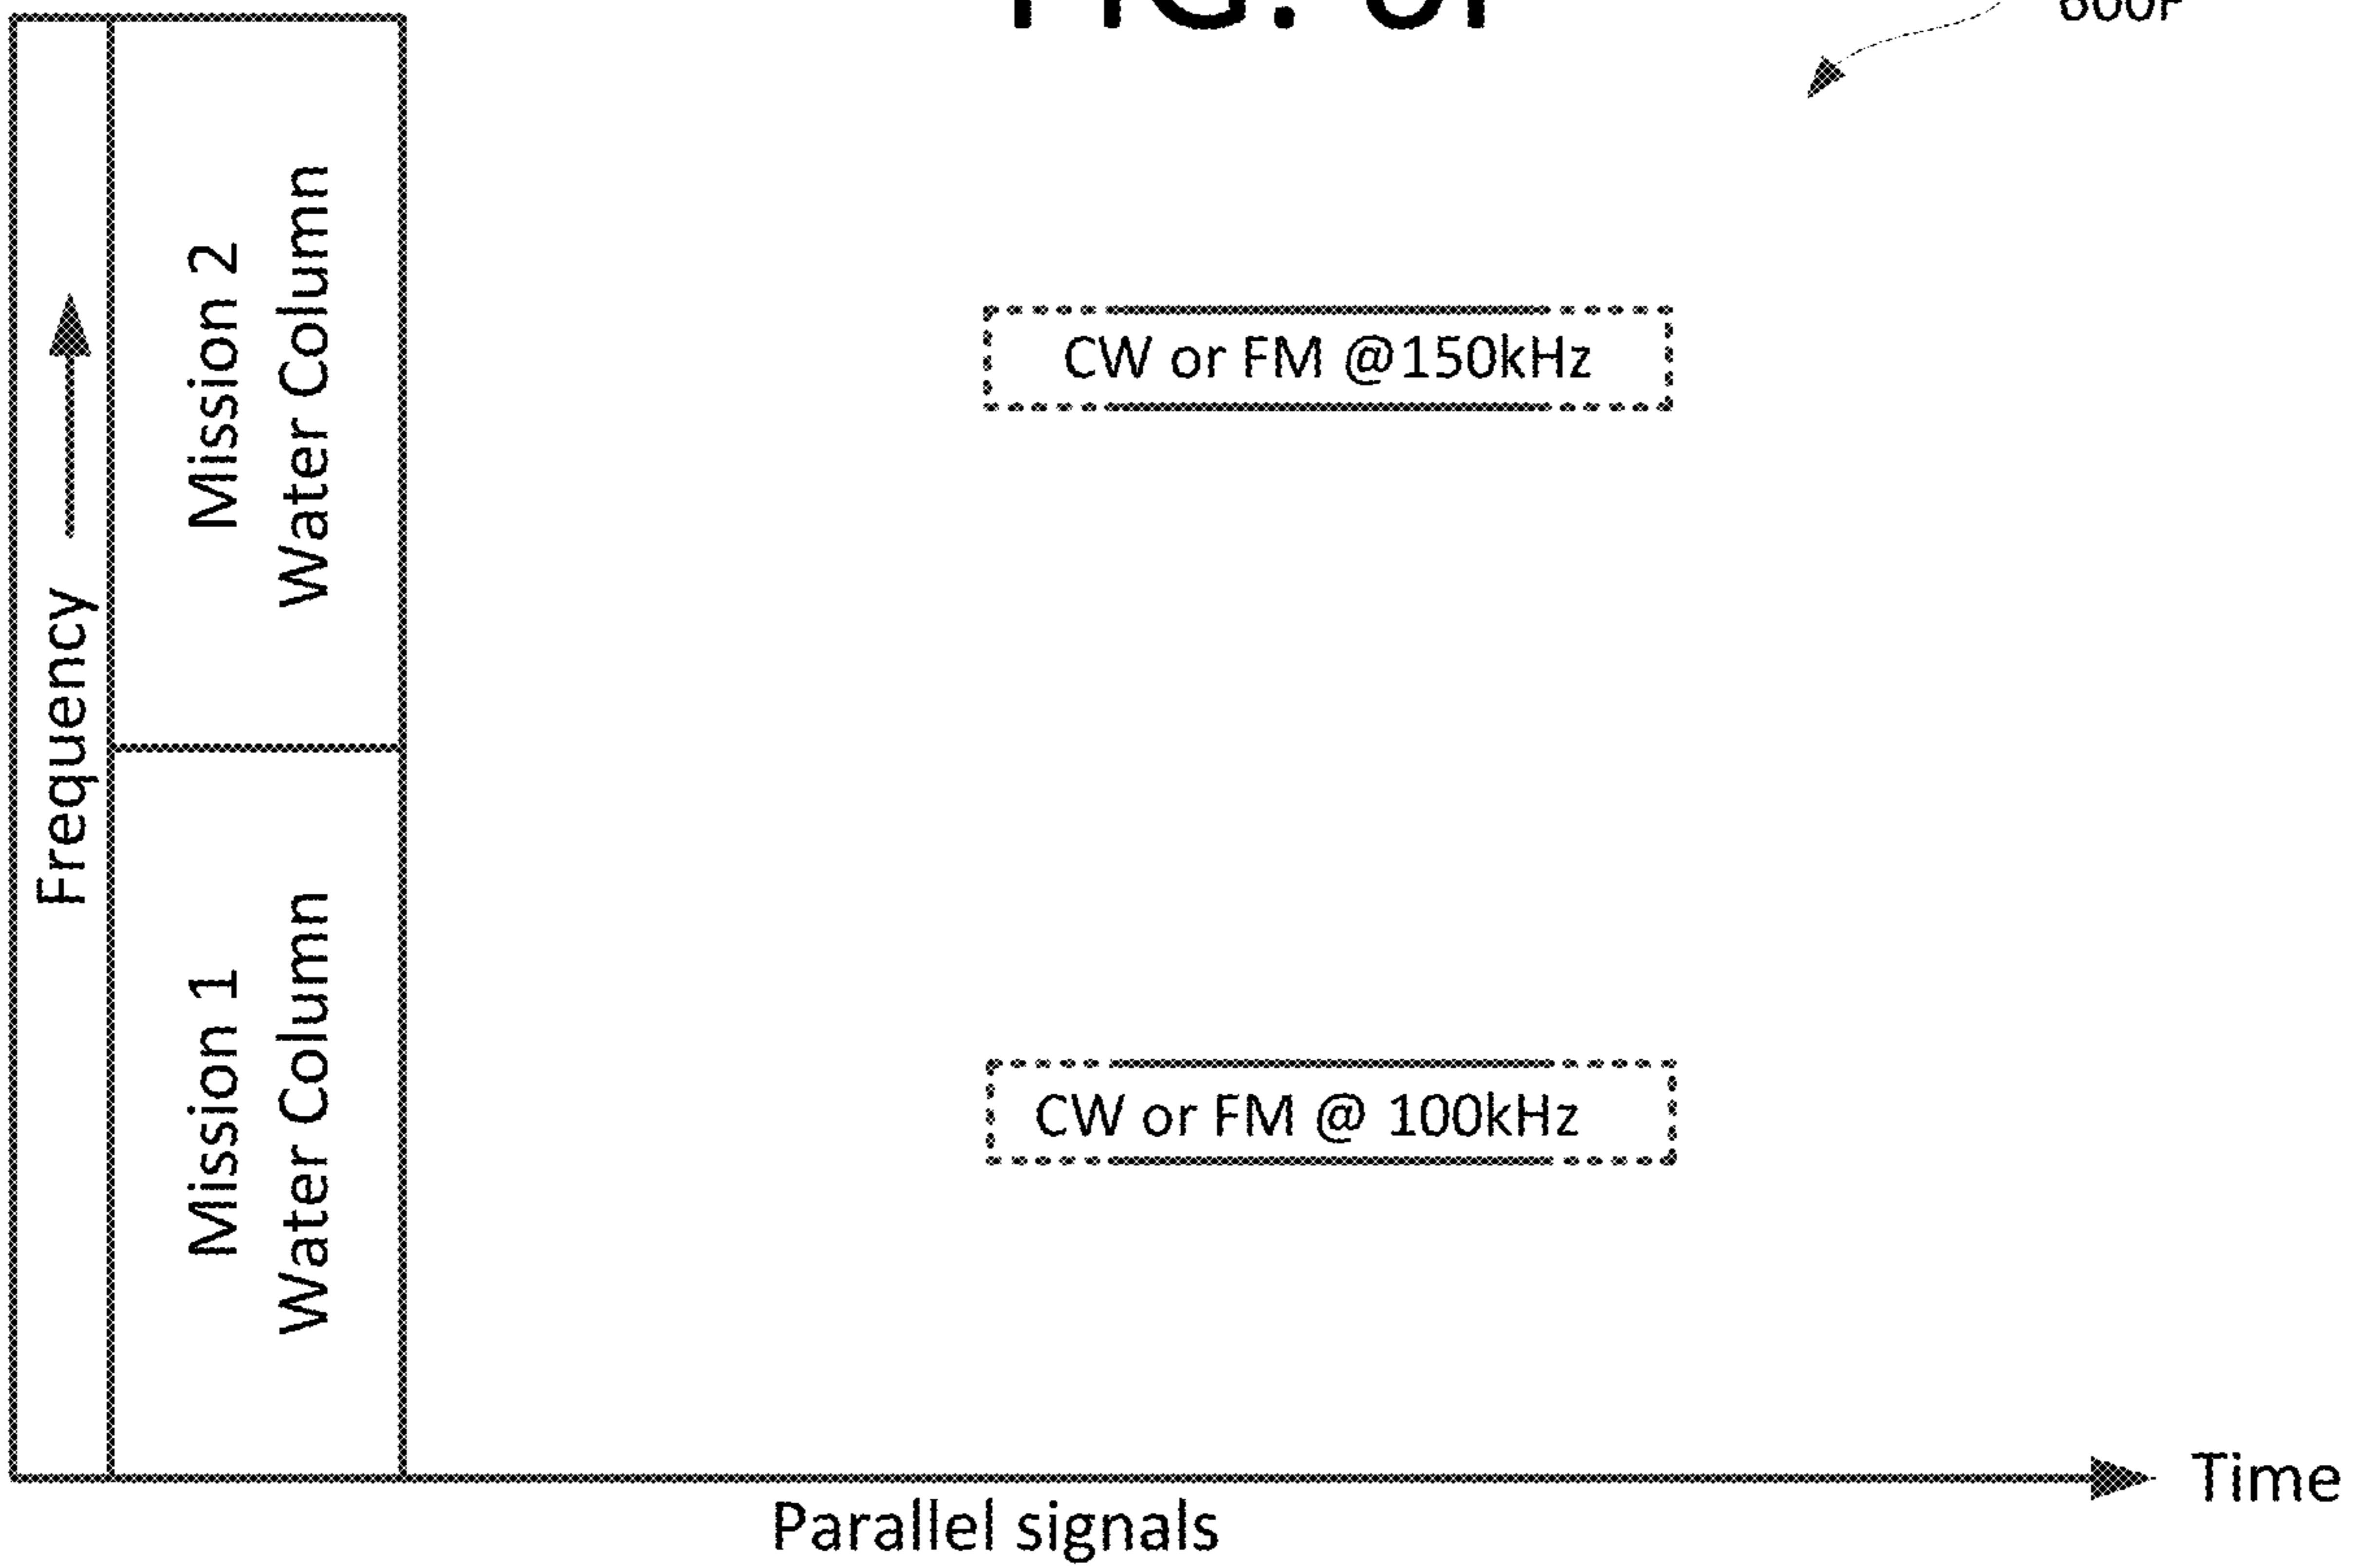 Frequency
Mission 2
Water Column
CW or FM @150kHz
Mission 1
Water Column
CW or FM @ 100kHz
Time
Parallel signals